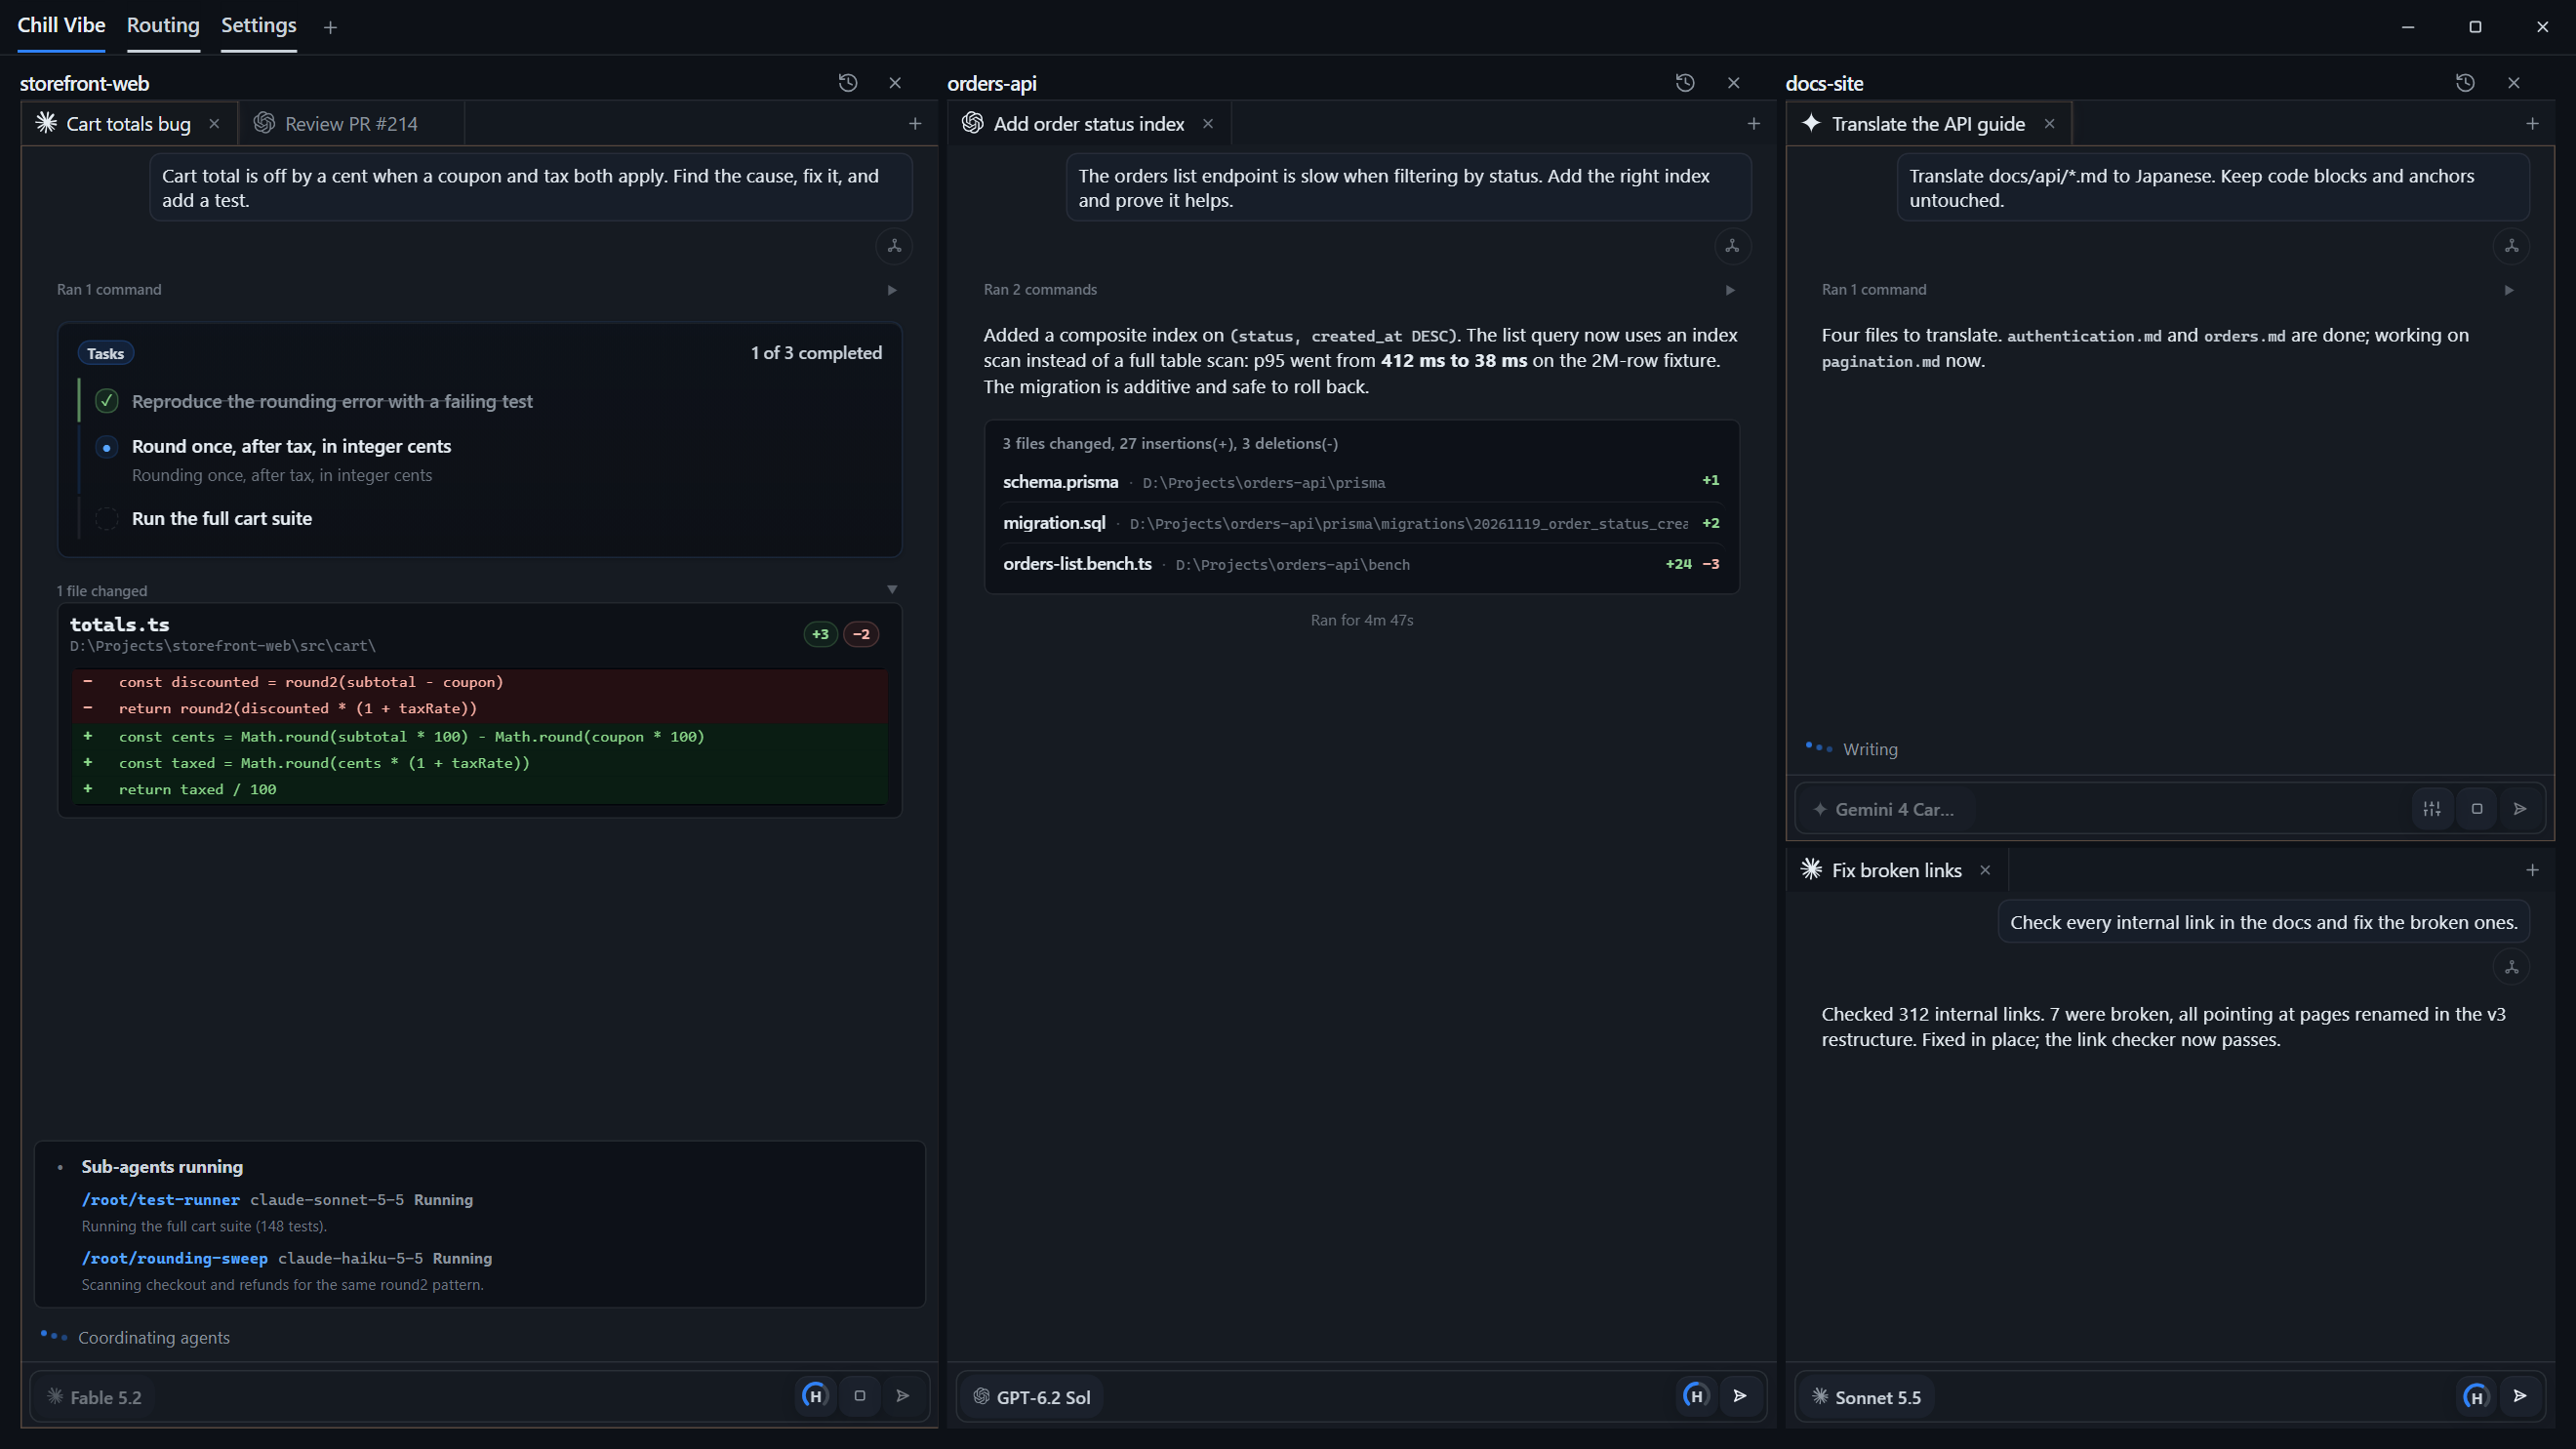 Chill Vibe Routing Settings
storefront-web
Cart totals bug
Review PR #214
Cart total is off by a cent when a coupon and tax both apply. Find the cause, fix it, and
add a test.
Ran 1 command
Tasks
1 of 3 completed
Reproduce the rounding error with a failing test
Round once, after tax, in integer cents
Rounding once, after tax, in integer cents
Run the full cart suite
1 file changed
totals.ts
D:\Projects\storefront-web\src\cart\
+3 −2
− const discounted = round2(subtotal - coupon)
− return round2(discounted * (1 + taxRate))
+ const cents = Math.round(subtotal * 100) - Math.round(coupon * 100)
+ const taxed = Math.round(cents * (1 + taxRate))
+ return taxed / 100
Sub-agents running
/root/test-runner claude-sonnet-5-5 Running
Running the full cart suite (148 tests).
/root/rounding-sweep claude-haiku-5-5 Running
Scanning checkout and refunds for the same round2 pattern.
Coordinating agents
Fable 5.2
H
orders-api
Add order status index
The orders list endpoint is slow when filtering by status. Add the right index
and prove it helps.
Ran 2 commands
Added a composite index on (status, created_at DESC). The list query now uses an index
scan instead of a full table scan: p95 went from 412 ms to 38 ms on the 2M-row fixture.
The migration is additive and safe to roll back.
3 files changed, 27 insertions(+), 3 deletions(-)
schema.prisma · D:\Projects\orders-api\prisma +1
migration.sql · D:\Projects\orders-api\prisma\migrations\20261119_order_status_crea +2
orders-list.bench.ts · D:\Projects\orders-api\bench +24 −3
Ran for 4m 47s
GPT-6.2 Sol
H
docs-site
Translate the API guide
Translate docs/api/*.md to Japanese. Keep code blocks and anchors
untouched.
Ran 1 command
Four files to translate. authentication.md and orders.md are done; working on
pagination.md now.
Writing
Gemini 4 Car...
Fix broken links
Check every internal link in the docs and fix the broken ones.
Checked 312 internal links. 7 were broken, all pointing at pages renamed in the v3
restructure. Fixed in place; the link checker now passes.
Sonnet 5.5
H